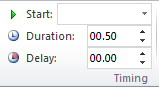 Start:
Duration: 00.50
Delay: 00.00
Timing